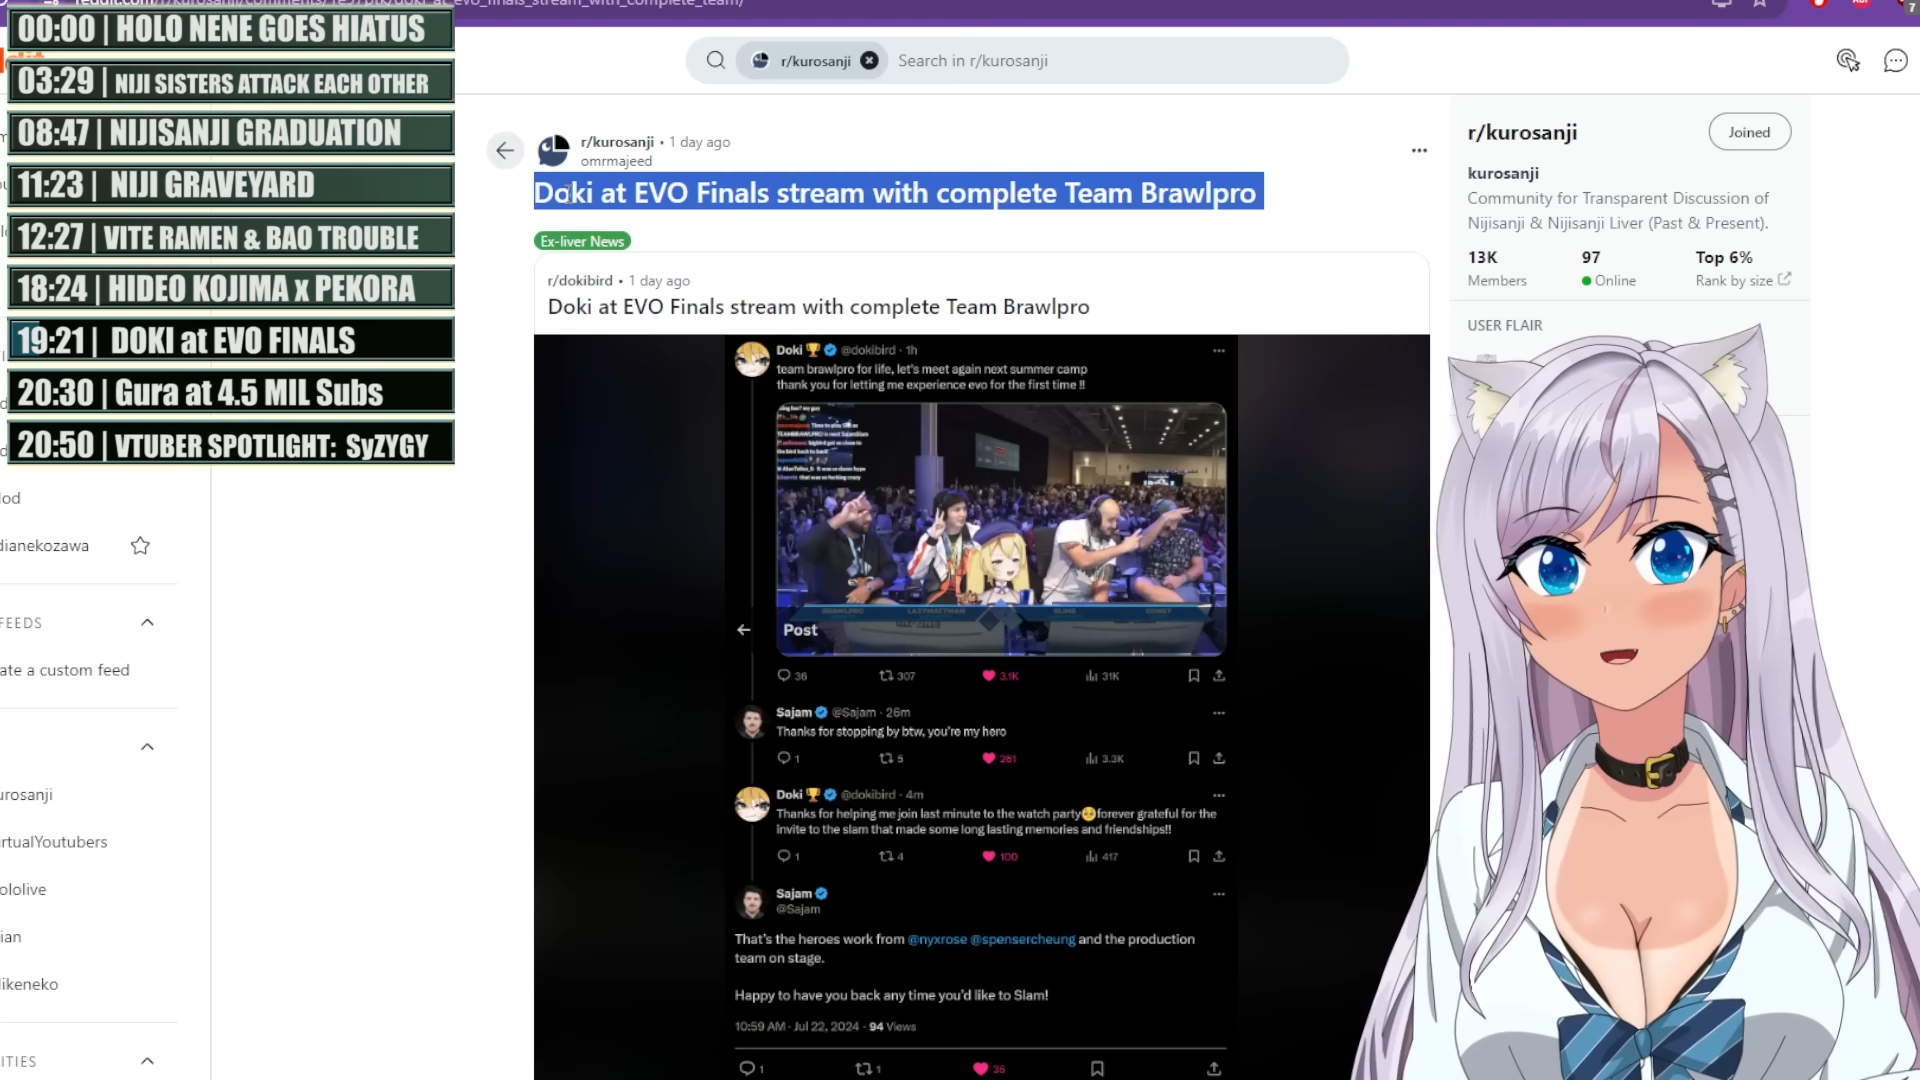 00:00 | HOLO NENE GOES HIATUS
03:29 | NIJI SISTERS ATTACK EACH OTHER
08:47 | NIJISANJI GRADUATION
11:23 | NIJI GRAVEYARD
12:27 | VITE RAMEN & BAO TROUBLE
18:24 | HIDEO KOJIMA x PEKORA
19:21 | DOKI at EVO FINALS
20:30 | Gura at 4.5 MIL Subs
20:50 | VTUBER SPOTLIGHT: SyZYGY
lod
dianekozawa
FEEDS
ate a custom feed
urosanji
irtualYoutubers
ololive
ian
likeneko
ITIES
r/kurosanji
Search in r/kurosanji
7
r/kurosanji • 1 day ago
omrmajeed
Doki at EVO Finals stream with complete Team Brawlpro
Ex-liver News
r/dokibird • 1 day ago
Doki at EVO Finals stream with complete Team Brawlpro
Doki @dokibird · 1h
team brawlpro for life, let's meet again next summer camp
thank you for letting me experience evo for the first time !!
BRAWLPRO LAZYMATTMAN
Post
36 307 3.1K 31K
Sajam @Sajam · 26m
Thanks for stopping by btw, you're my hero
1 5 261 3.3K
Doki @dokibird · 4m
Thanks for helping me join last minute to the watch party forever grateful for the
invite to the slam that made some long lasting memories and friendships!!
1 4 100 417
Sajam
@Sajam
That's the heroes work from @nyxrose @spensercheung and the production
team on stage.
Happy to have you back any time you'd like to Slam!
10:59 AM · Jul 22, 2024 · 94 Views
1 1 36
r/kurosanji
Joined
kurosanji
Community for Transparent Discussion of
Nijisanji & Nijisanji Liver (Past & Present).
13K 97 Top 6%
Members Online Rank by size
USER FLAIR